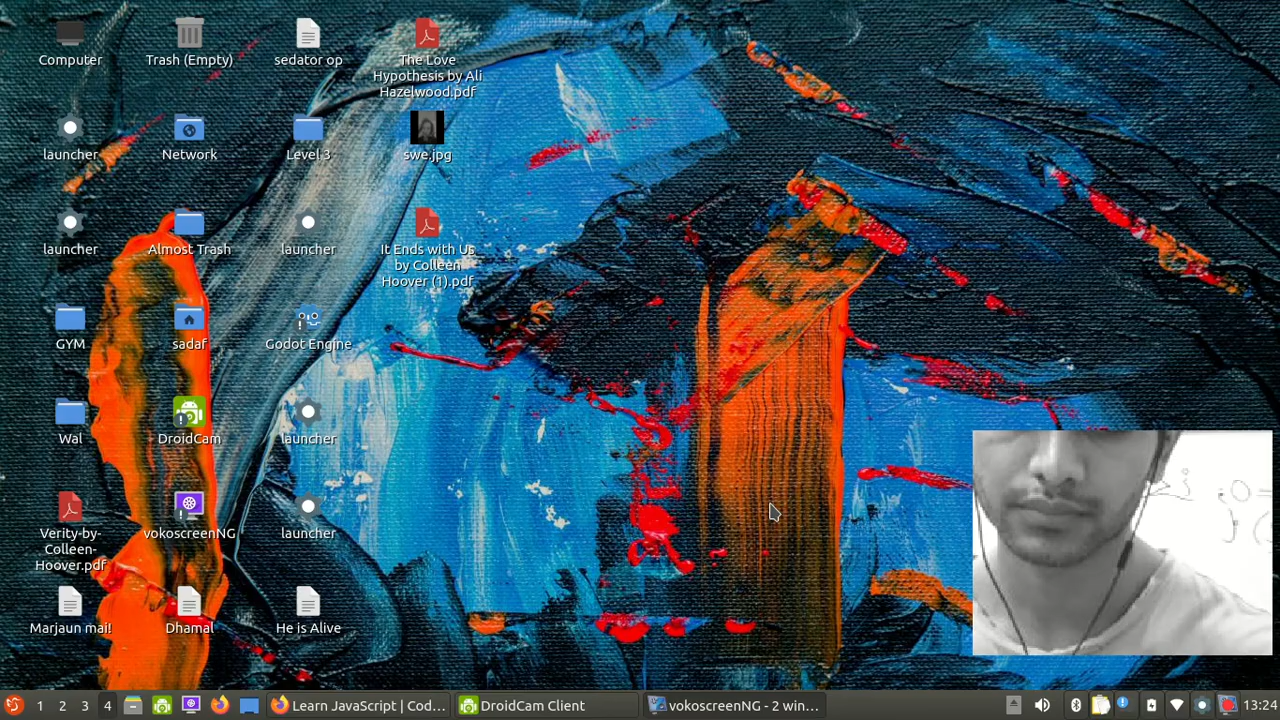 Computer
Trash (Empty)
sedator op
The Love
Hypothesis by Ali
Hazelwood.pdf
launcher
Network
Level 3
swe.jpg
launcher
Almost Trash
launcher
It Ends with Us
by Colleen
Hoover (1).pdf
GYM
sadaf
Godot Engine
Wal
DroidCam
launcher
Verity-by-
Colleen-
Hoover.pdf
vokoscreenNG
launcher
Marjaun mai!
Dhamal
He is Alive
1 2 3 4
Learn JavaScript | Cod...
DroidCam Client
vokoscreenNG - 2 win...
13:24